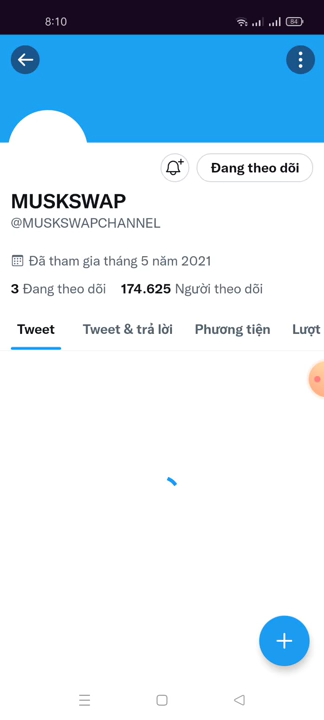 8:10
84
Đang theo dõi
MUSKSWAP
@MUSKSWAPCHANNEL
Đã tham gia tháng 5 năm 2021
3 Đang theo dõi 174.625 Người theo dõi
Tweet Tweet & trả lời Phương tiện Lượt